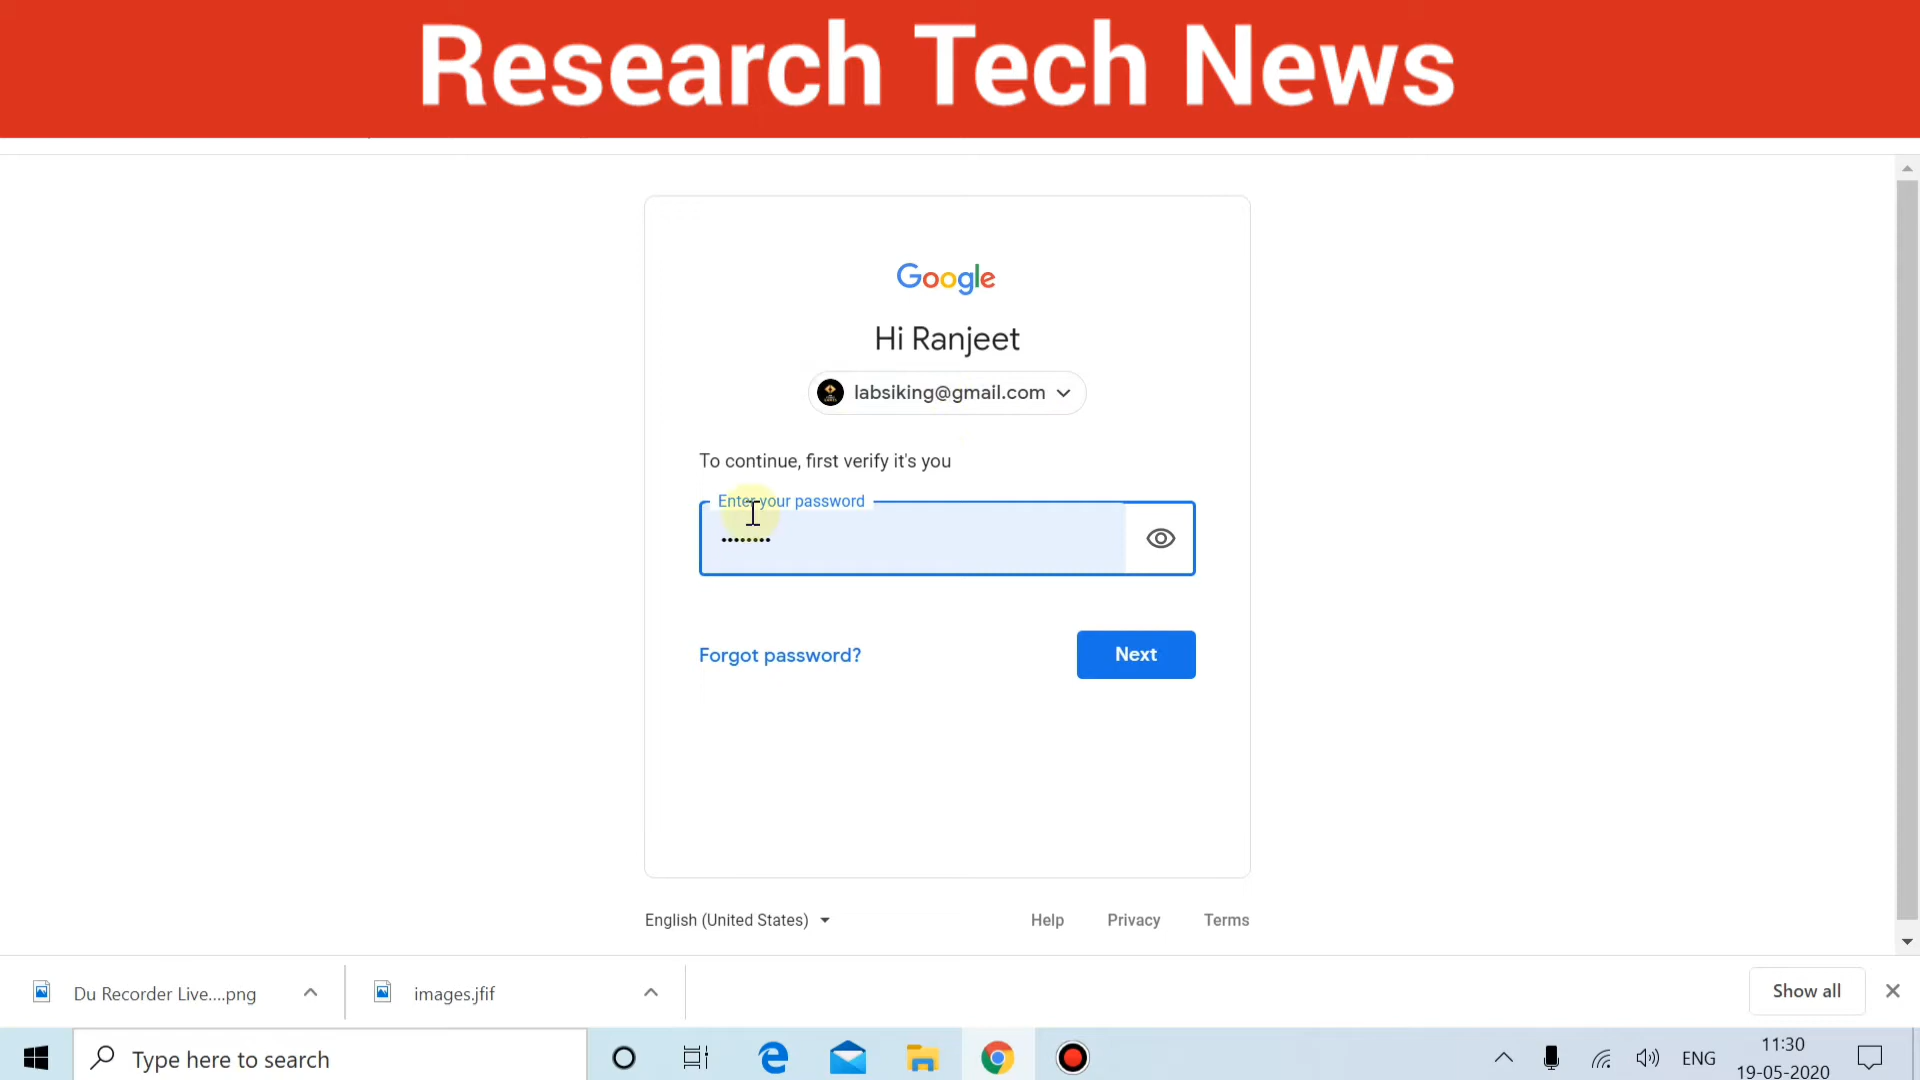 Research Tech News
Google
Hi Ranjeet
labsiking@gmail.com
To continue, first verify it's you
Enter your password
••••••••
Forgot password?
Next
English (United States)
Help Privacy Terms
Du Recorder Live....png
images.jfif
Show all
Type here to search
ENG
11:30
19-05-2020